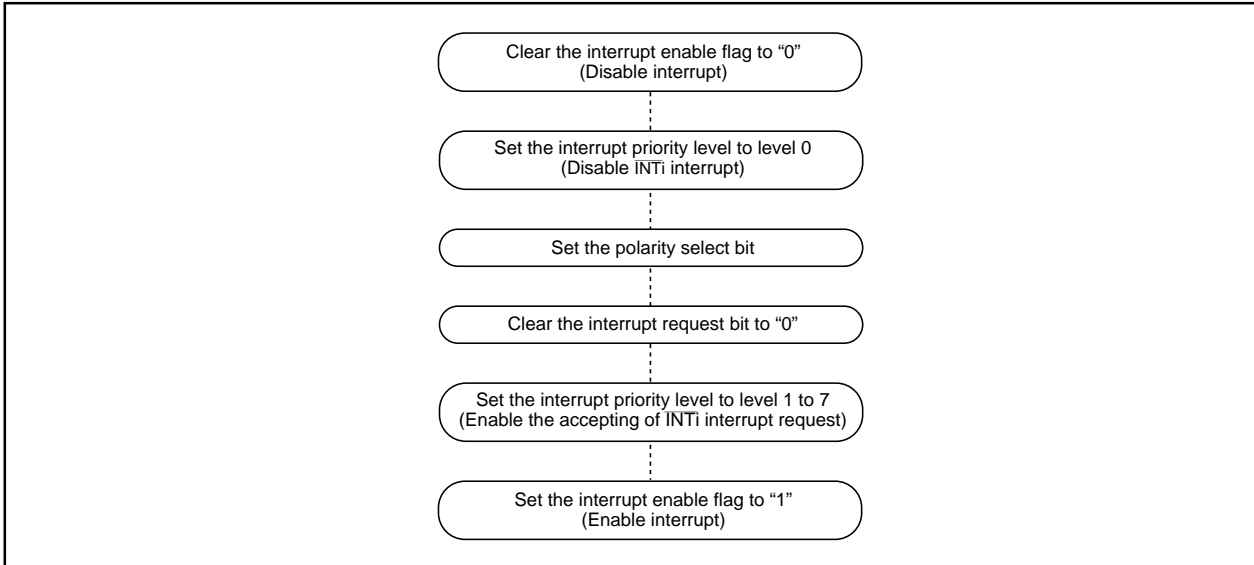 Clear the interrupt enable flag to “0”
(Disable interrupt)
Set the interrupt priority level to level 0
(Disable INTi interrupt)
Set the polarity select bit
Clear the interrupt request bit to “0”
Set the interrupt priority level to level 1 to 7
(Enable the accepting of INTi interrupt request)
Set the interrupt enable flag to “1”
(Enable interrupt)